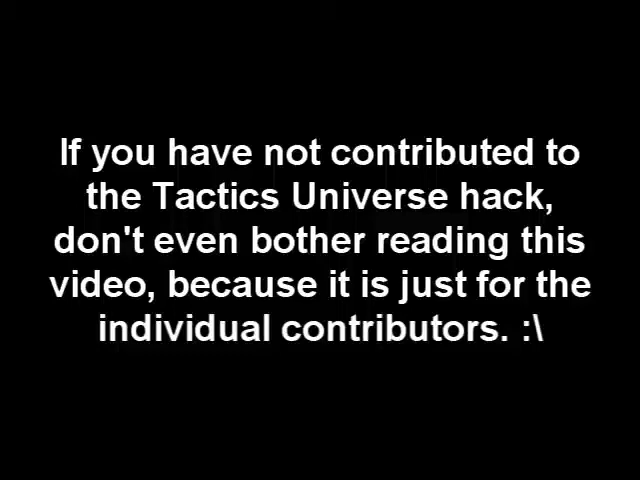 If you have not contributed to
the Tactics Universe hack,
don't even bother reading this
video, because it is just for the
individual contributors. :\